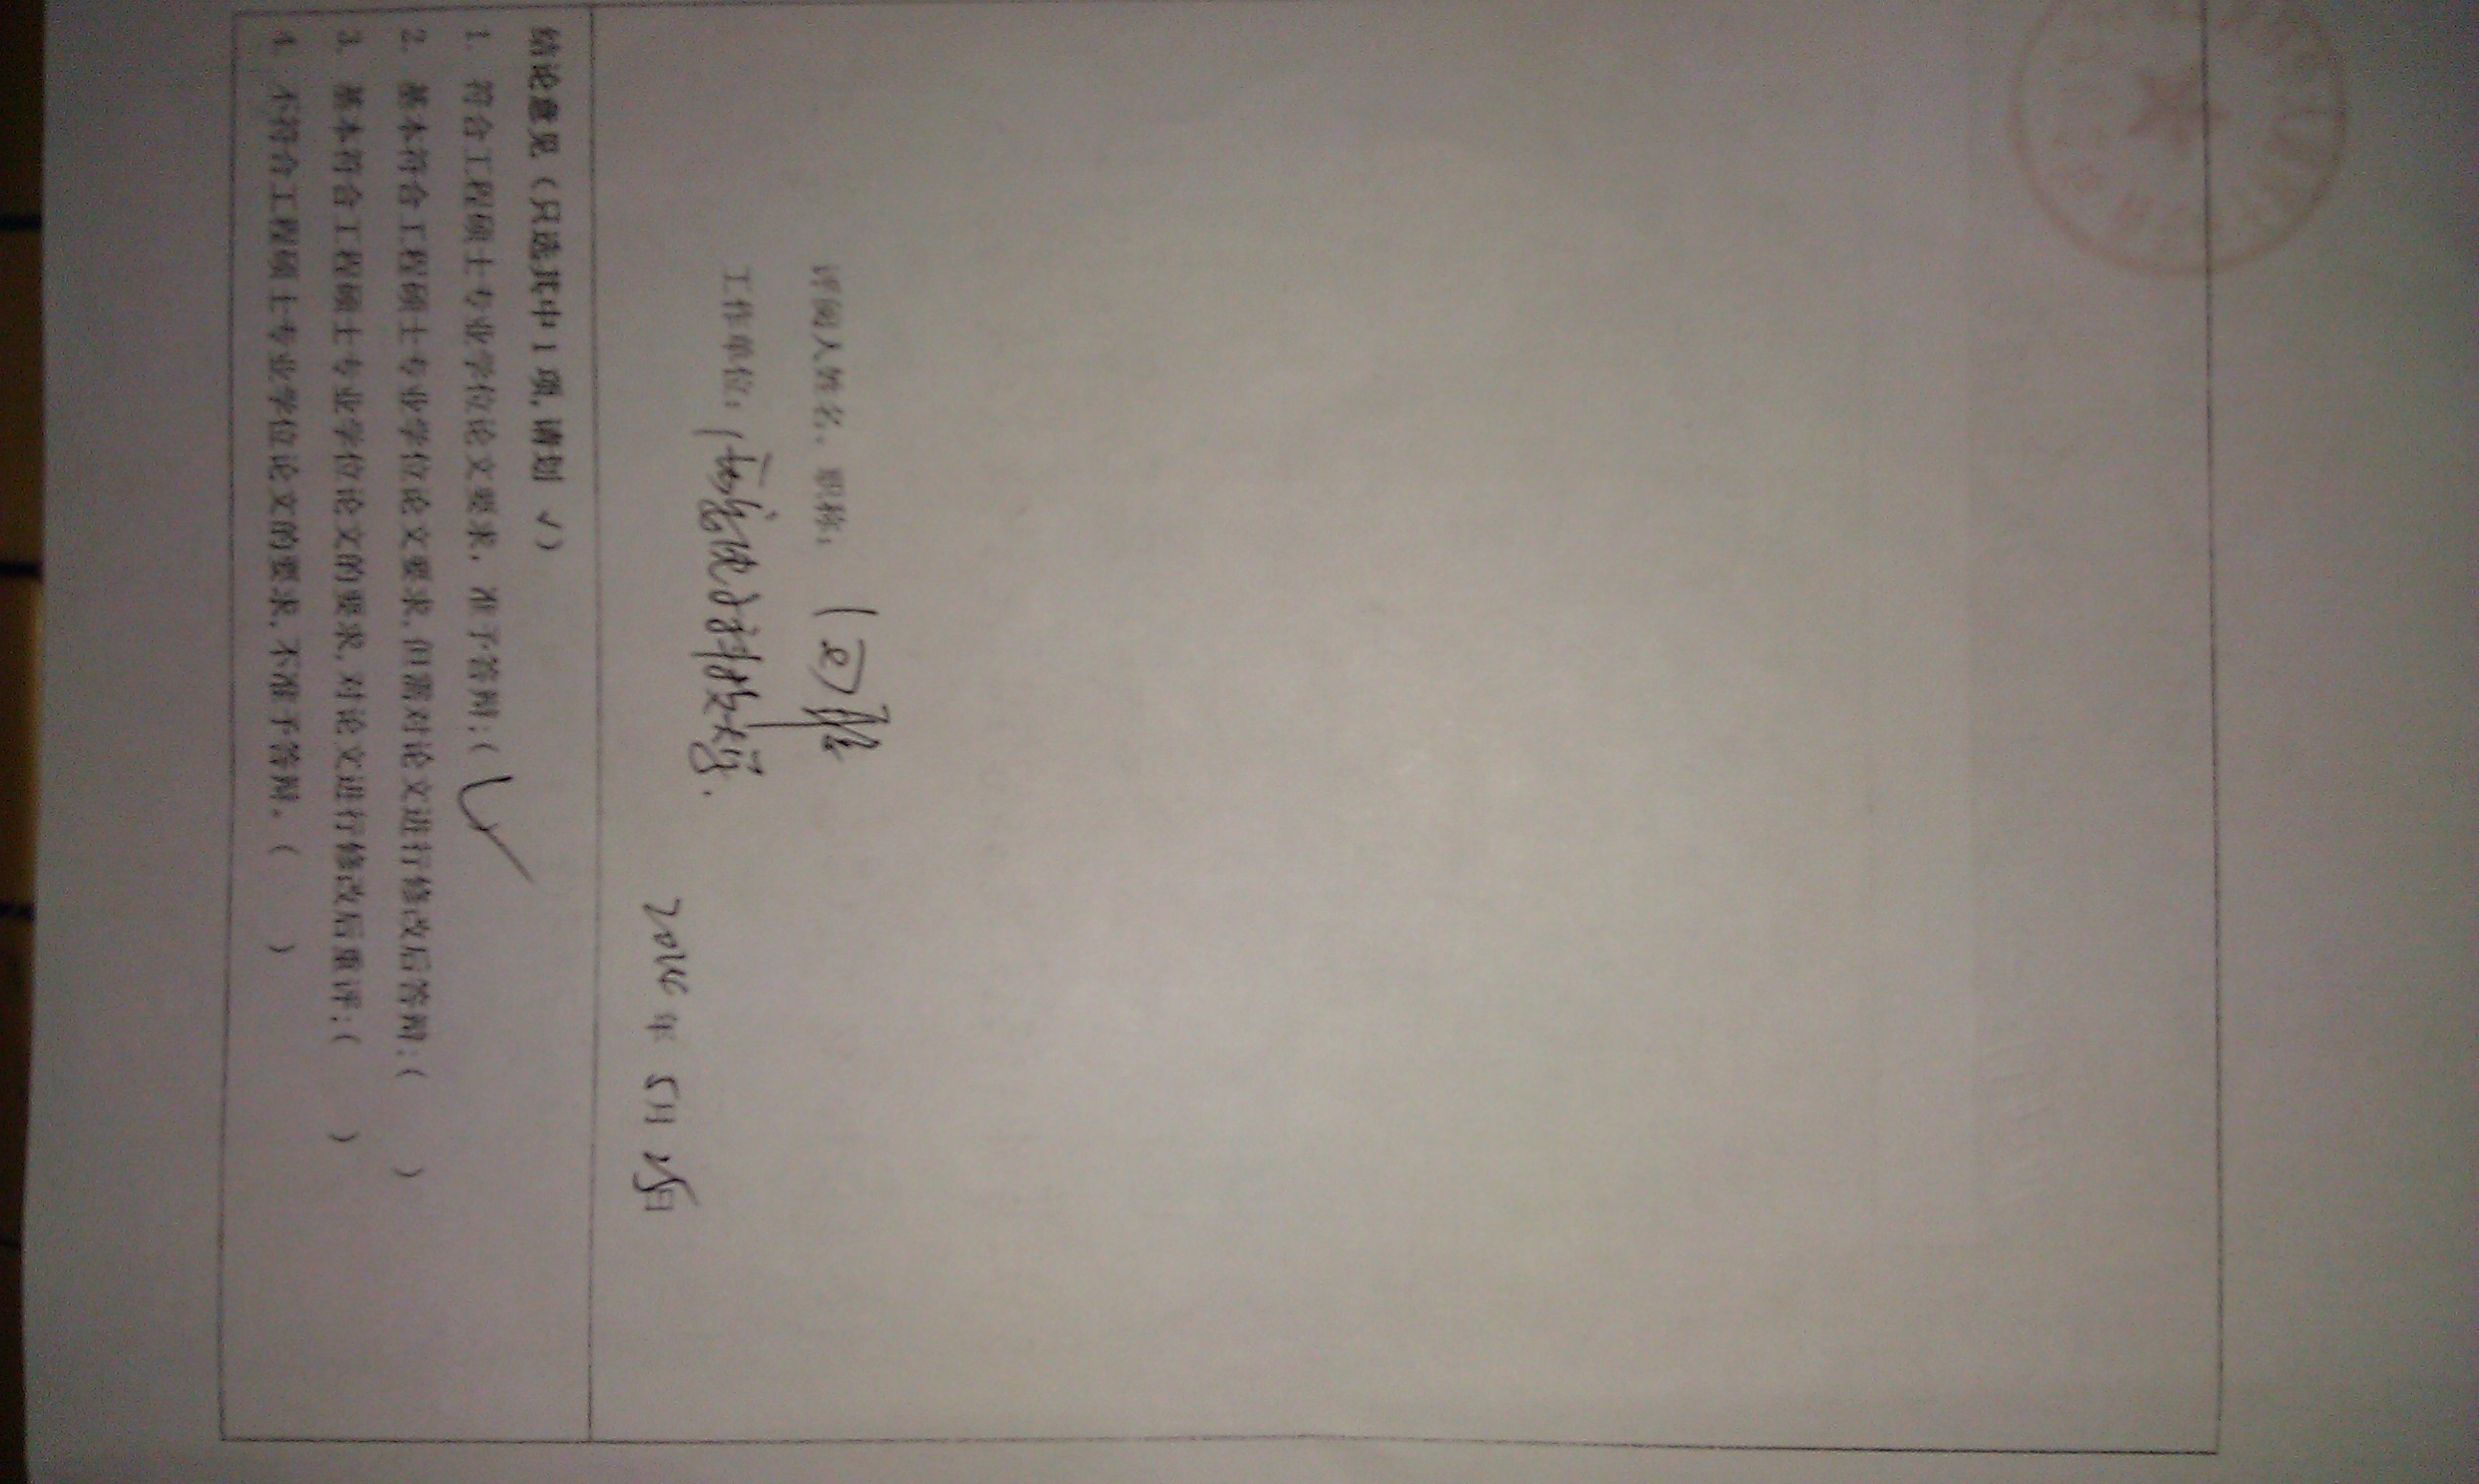 评阅人姓名、职称：
工作单位：西安电子科技大学.
年 5月 日
结论意见（只选其中1项,请划 ✓）
1. 符合工程硕士专业学位论文要求，准予答辩;( ✓
2. 基本符合工程硕士专业学位论文要求,但需对论文进行修改后答辩;( )
3. 基本符合工程硕士专业学位论文的要求,对论文进行修改后重评;( )
4. 不符合工程硕士专业学位论文的要求,不准予答辩。( )